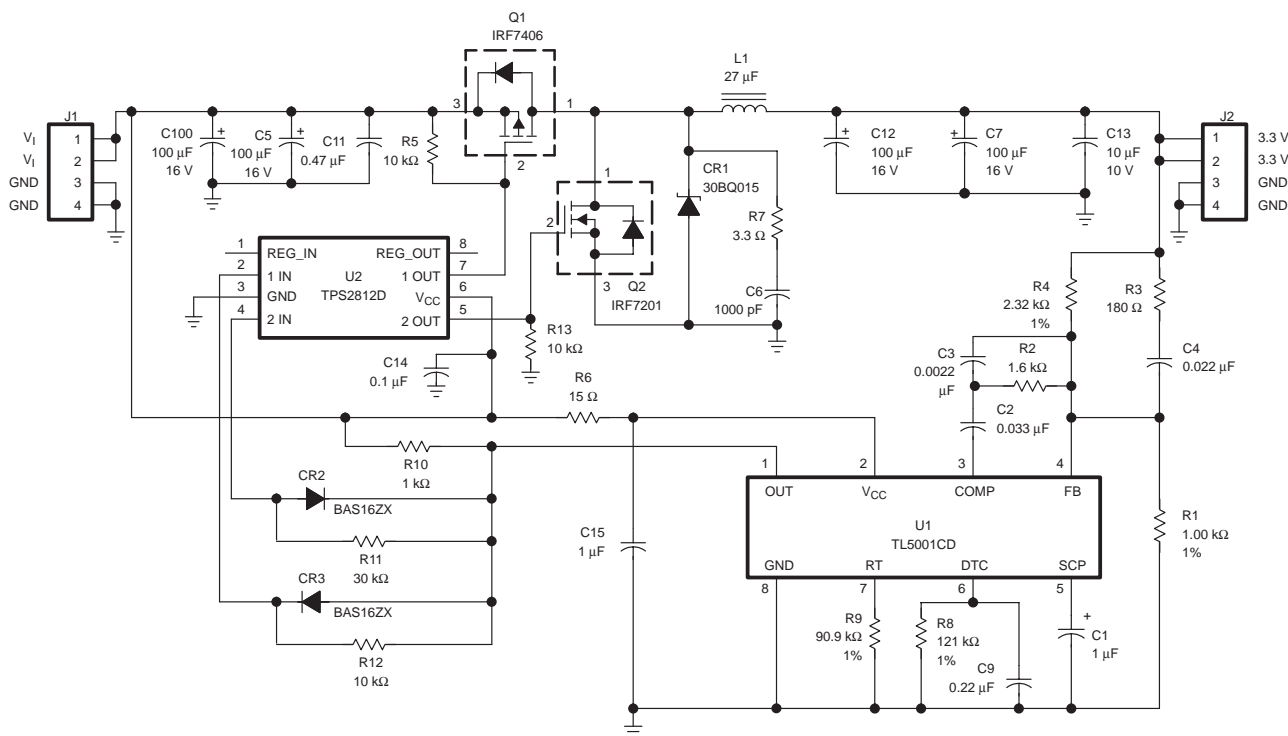 Q1
IRF7406
L1
27 μF
J1
V_I
1
V_I
2
GND
3
GND
4
C100
100 μF
16 V
+
C5
100 μF
16 V
+
C11
0.47 μF
R5
10 kΩ
3
1
2
CR1
30BQ015
C12
100 μF
16 V
+
C7
100 μF
16 V
+
C13
10 μF
10 V
J2
1
3.3 V
2
3.3 V
3
GND
4
GND
1
2
3
Q2
IRF7201
R7
3.3 Ω
C6
1000 pF
1
REG_IN
REG_OUT
8
2
1 IN
U2
1 OUT
7
3
GND
TPS2812D
V_CC
6
4
2 IN
2 OUT
5
R13
10 kΩ
C14
0.1 μF
R4
2.32 kΩ
1%
R3
180 Ω
C3
0.0022
μF
R2
1.6 kΩ
C4
0.022 μF
C2
0.033 μF
R6
15 Ω
R10
1 kΩ
CR2
BAS16ZX
R11
30 kΩ
CR3
BAS16ZX
R12
10 kΩ
C15
1 μF
1
2
3
4
OUT
V_CC
COMP
FB
U1
TL5001CD
GND
RT
DTC
SCP
8
7
6
5
R1
1.00 kΩ
1%
R9
90.9 kΩ
1%
R8
121 kΩ
1%
C9
0.22 μF
+
C1
1 μF